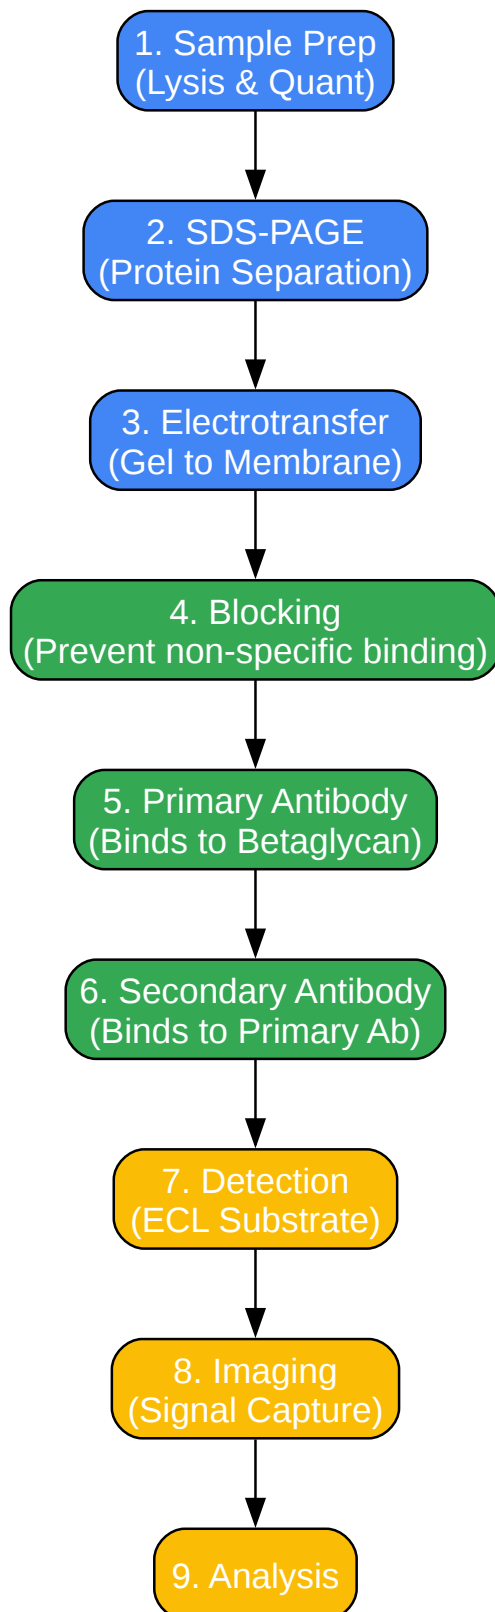 1. Sample Prep
(Lysis & Quant)
2. SDS-PAGE
(Protein Separation)
3. Electrotransfer
(Gel to Membrane)
4. Blocking
(Prevent non-specific binding)
5. Primary Antibody
(Binds to Betaglycan)
6. Secondary Antibody
(Binds to Primary Ab)
7. Detection
(ECL Substrate)
8. Imaging
(Signal Capture)
9. Analysis